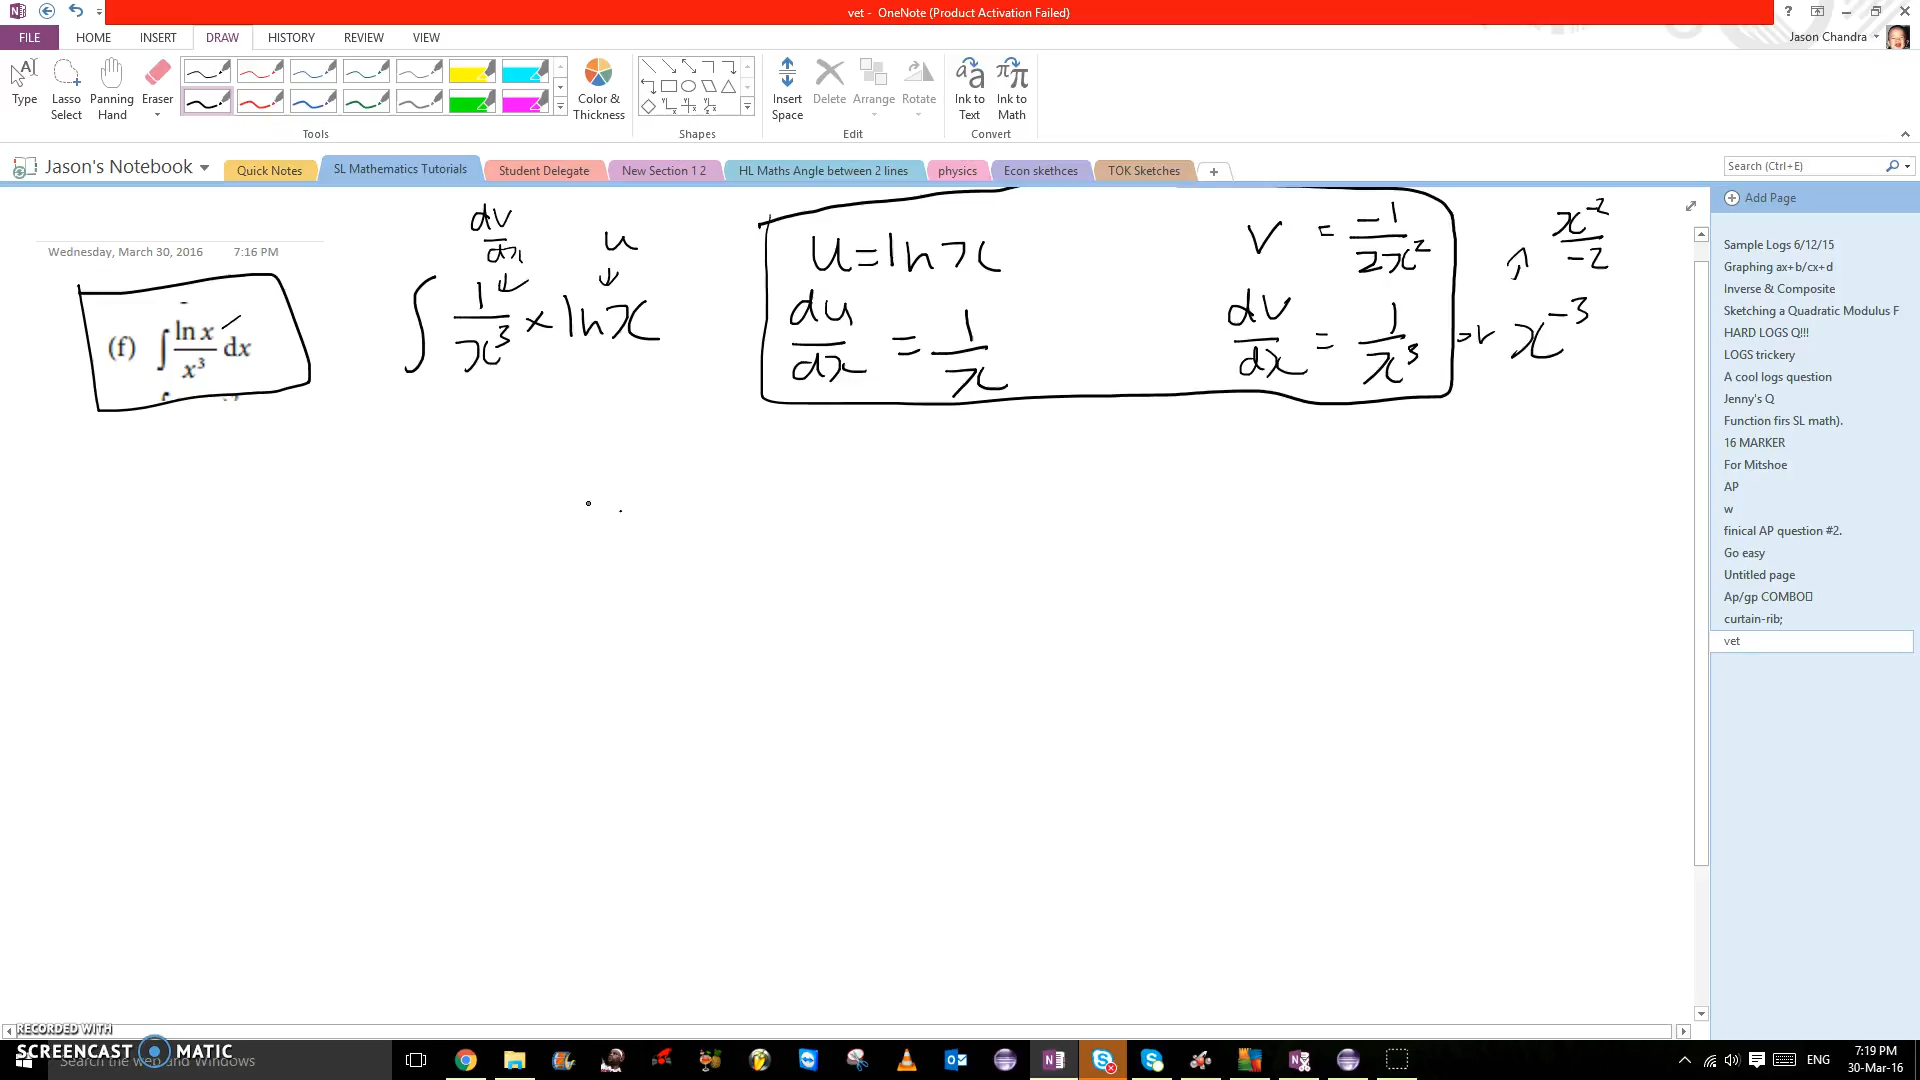 vet - OneNote (Product Activation Failed)
FILE HOME INSERT DRAW HISTORY REVIEW VIEW
Jason Chandra
Type Lasso Select Panning Hand Eraser
Color & Thickness
Insert Space Delete Arrange Rotate
Ink to Text Ink to Math
Tools Shapes Edit Convert
Jason's Notebook Quick Notes SL Mathematics Tutorials Student Delegate New Section 1 2 HL Maths Angle between 2 lines physics Econ skethces TOK Sketches
Search (Ctrl+E)
Add Page
Wednesday, March 30, 2016 7:16 PM
(f) ∫ ln x / x³ dx
dv/dx u
∫ 1/x³ × ln x
u = ln x v = -1/2x² x⁻²/-2
du/dx = 1/x dv/dx = 1/x³ => x⁻³
Sample Logs 6/12/15
Graphing ax+b/cx+d
Inverse & Composite
Sketching a Quadratic Modulus F
HARD LOGS Q!!!
LOGS trickery
A cool logs question
Jenny's Q
Function firs SL math).
16 MARKER
For Mitshoe
AP
w
finical AP question #2.
Go easy
Untitled page
Ap/gp COMBO
curtain-rib;
vet
RECORDED WITH
SCREENCAST MATIC
Search the web and Windows
ENG
7:19 PM
30-Mar-16